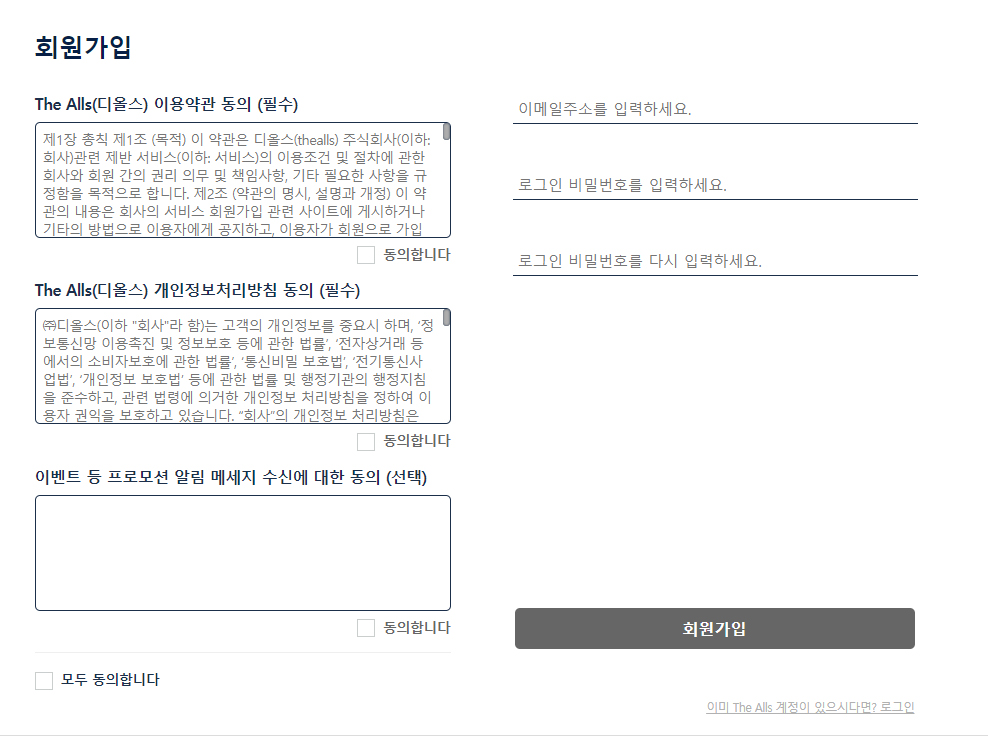 회원가입
The Alls(디올스) 이용약관 동의 (필수)
제1장 총칙 제1조 (목적) 이 약관은 디올스(thealls) 주식회사(이하:
회사)관련 제반 서비스(이하: 서비스)의 이용조건 및 절차에 관한
회사와 회원 간의 권리 의무 및 책임사항, 기타 필요한 사항을 규
정함을 목적으로 합니다. 제2조 (약관의 명시, 설명과 개정) 이 약
관의 내용은 회사의 서비스 회원가입 관련 사이트에 게시하거나
기타의 방법으로 이용자에게 공지하고, 이용자가 회원으로 가입
동의합니다
The Alls(디올스) 개인정보처리방침 동의 (필수)
㈜디올스(이하 "회사"라 함)는 고객의 개인정보를 중요시 하며, ‘정
보통신망 이용촉진 및 정보보호 등에 관한 법률’, ‘전자상거래 등
에서의 소비자보호에 관한 법률’, ‘통신비밀 보호법’, ‘전기통신사
업법’, ‘개인정보 보호법’ 등에 관한 법률 및 행정기관의 행정지침
을 준수하고, 관련 법령에 의거한 개인정보 처리방침을 정하여 이
용자 권익을 보호하고 있습니다. “회사”의 개인정보 처리방침은
동의합니다
이벤트 등 프로모션 알림 메세지 수신에 대한 동의 (선택)
동의합니다
모두 동의합니다
이메일주소를 입력하세요.
로그인 비밀번호를 입력하세요.
로그인 비밀번호를 다시 입력하세요.
회원가입
이미 The Alls 계정이 있으시다면? 로그인